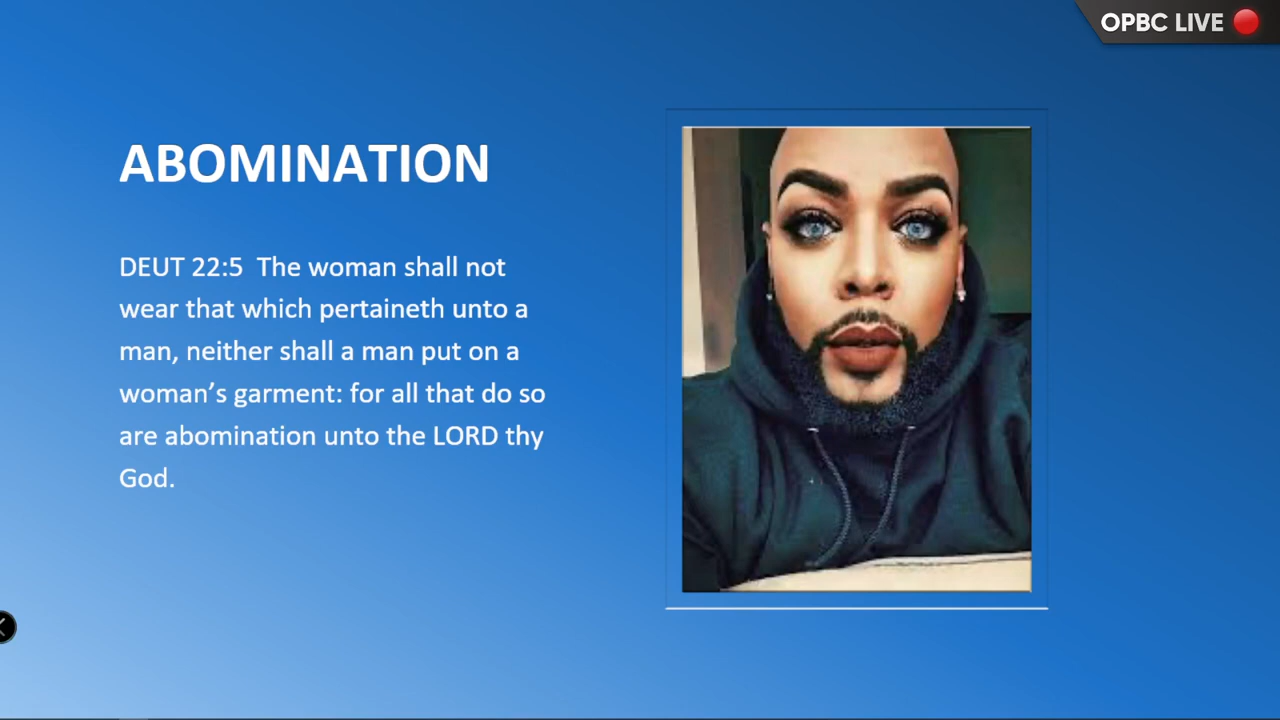 OPBC LIVE
ABOMINATION
DEUT 22:5  The woman shall not
wear that which pertaineth unto a
man, neither shall a man put on a
woman’s garment: for all that do so
are abomination unto the LORD thy
God.